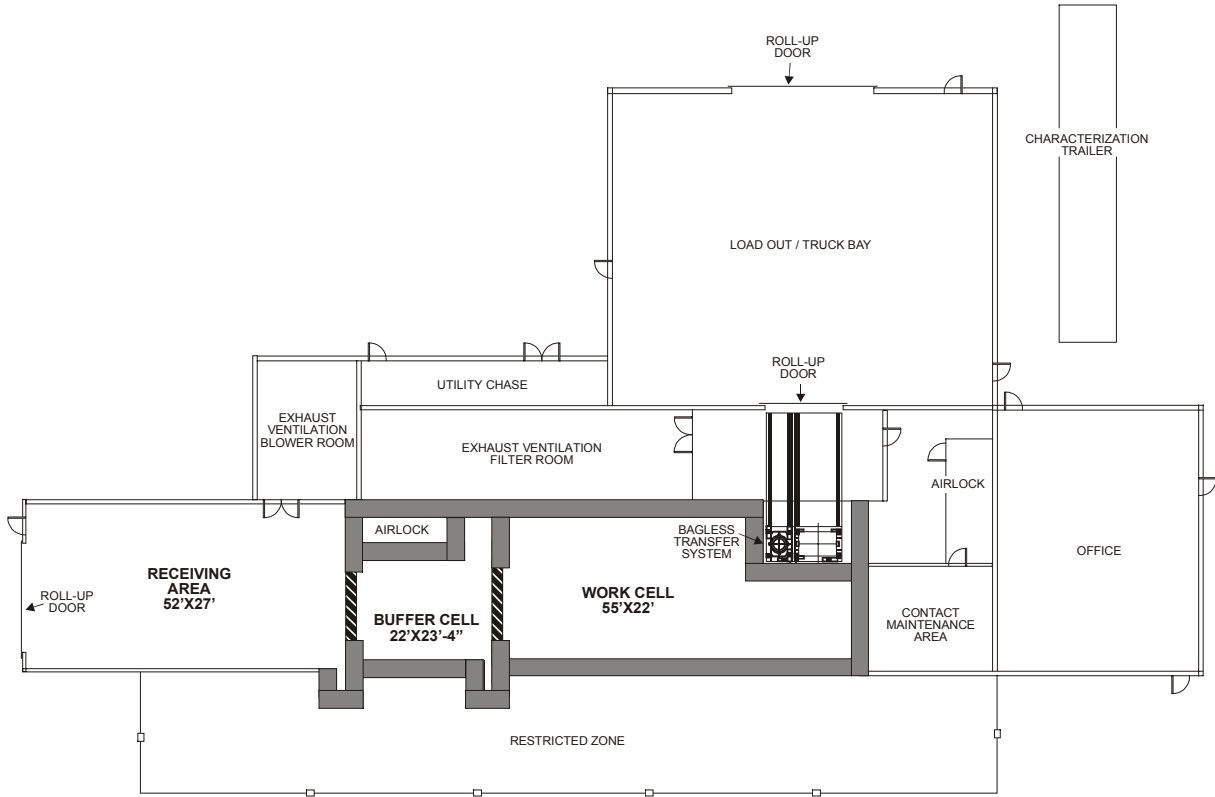 ROLL-UP
DOOR
CHARACTERIZATION
TRAILER
LOAD OUT / TRUCK BAY
ROLL-UP
DOOR
UTILITY CHASE
EXHAUST
VENTILATION
BLOWER ROOM
EXHAUST VENTILATION
FILTER ROOM
AIRLOCK
AIRLOCK
BAGLESS
TRANSFER
SYSTEM
OFFICE
RECEIVING
AREA
52'X27'
ROLL-UP
DOOR
WORK CELL
55'X22'
BUFFER CELL
22'X23'-4”
CONTACT
MAINTENANCE
AREA
RESTRICTED ZONE